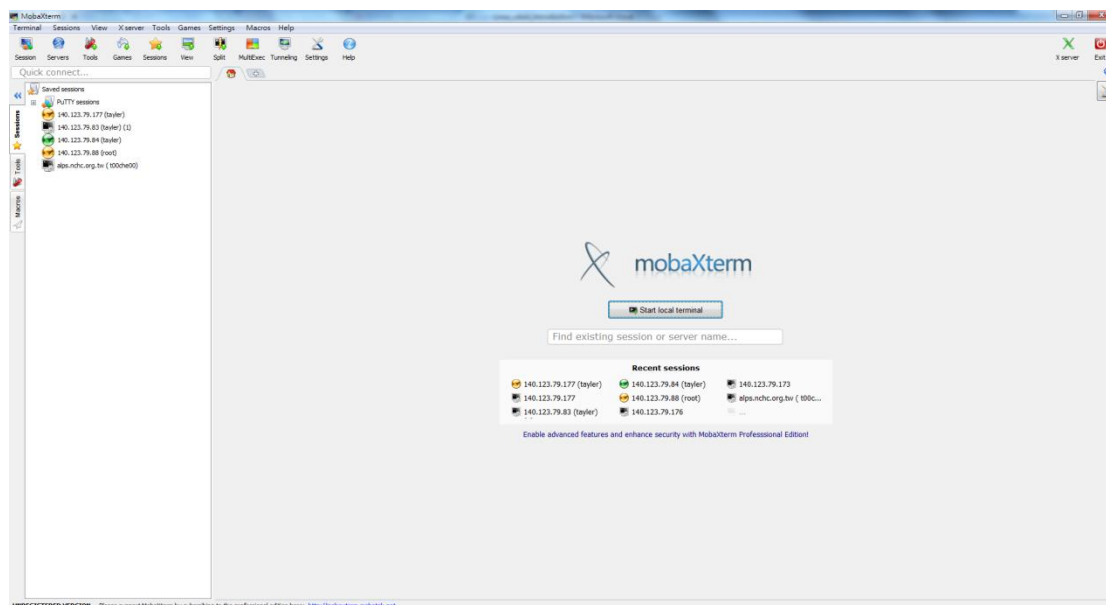 MobaXterm
Terminal Sessions View X server Tools Games Settings Macros Help
Session Servers Tools Games Sessions View Split MultiExec Tunneling Settings Help X server Exit
Quick connect...
Saved sessions
PuTTY sessions
140.123.79.177 (tayler)
140.123.79.83 (tayler) (1)
140.123.79.84 (tayler)
140.123.79.88 (root)
alps.nchc.org.tw ( t00che00)
Sessions
Tools
Macros
mobaXterm
Start local terminal
Find existing session or server name...
Recent sessions
140.123.79.177 (tayler) 140.123.79.84 (tayler) 140.123.79.173
140.123.79.177 140.123.79.88 (root) alps.nchc.org.tw ( t00c...
140.123.79.83 (tayler) 140.123.79.176 ...
Enable advanced features and enhance security with MobaXterm Professsional Edition!